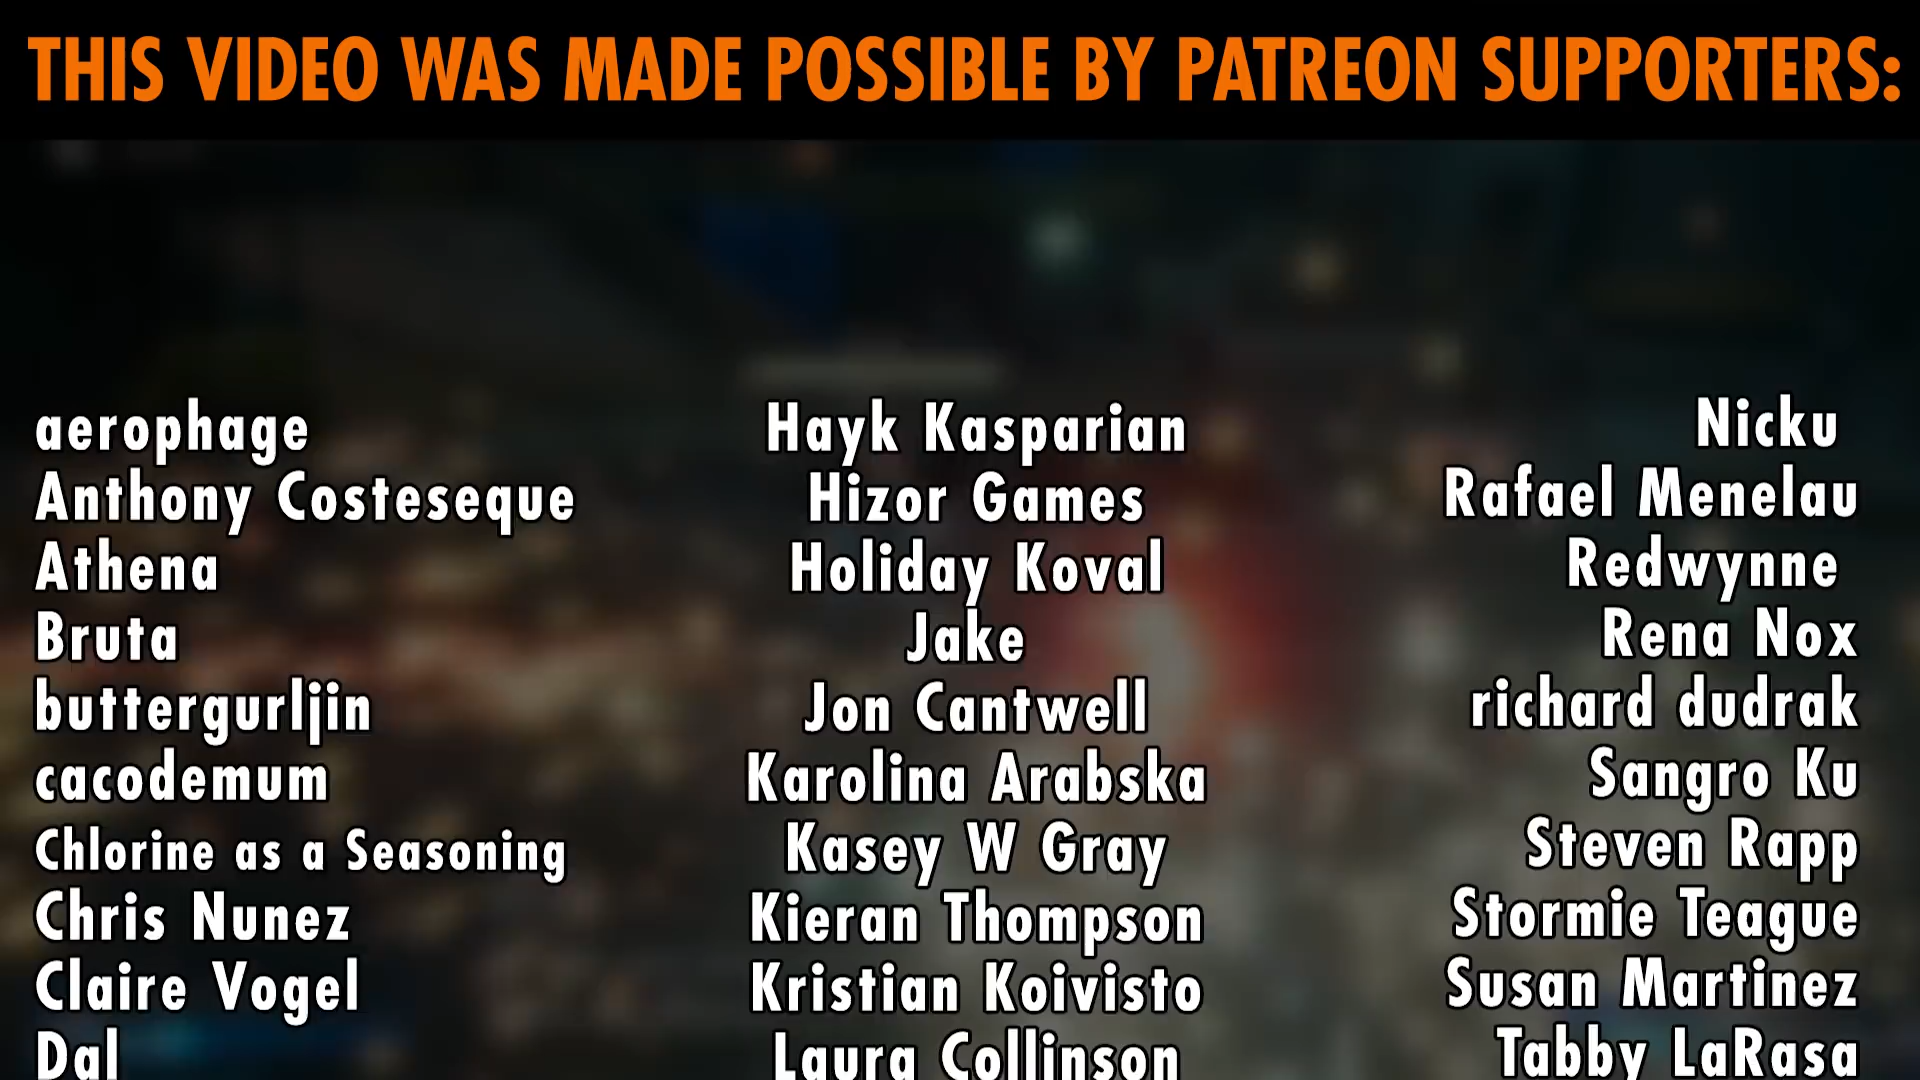 THIS VIDEO WAS MADE POSSIBLE BY PATREON SUPPORTERS:
aerophage
Anthony Costeseque
Athena
Bruta
buttergurljin
cacodemum
Chlorine as a Seasoning
Chris Nunez
Claire Vogel
Dal
Hayk Kasparian
Hizor Games
Holiday Koval
Jake
Jon Cantwell
Karolina Arabska
Kasey W Gray
Kieran Thompson
Kristian Koivisto
Laura Collinson
Nicku
Rafael Menelau
Redwynne
Rena Nox
richard dudrak
Sangro Ku
Steven Rapp
Stormie Teague
Susan Martinez
Tabby LaRasa